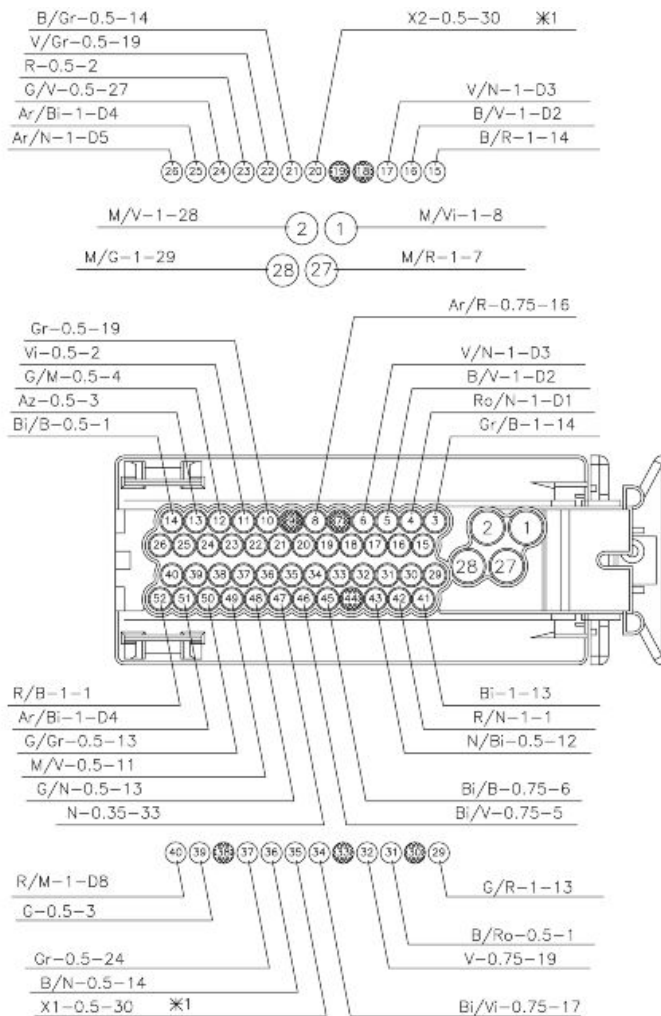 B/Gr-0.5-14 X2-0.5-30 ✳1
V/Gr-0.5-19
R-0.5-2
G/V-0.5-27 V/N-1-D3
Ar/Bi-1-D4 B/V-1-D2
Ar/N-1-D5 B/R-1-14
26 25 24 23 22 21 20 19 18 17 16 15
M/V-1-28 2 1 M/Vi-1-8
M/G-1-29 28 27 M/R-1-7
Ar/R-0.75-16
Gr-0.5-19
Vi-0.5-2 V/N-1-D3
G/M-0.5-4 B/V-1-D2
Az-0.5-3 Ro/N-1-D1
Bi/B-0.5-1 Gr/B-1-14
14 13 12 11 10 9 8 7 6 5 4 3 2 1
26 25 24 23 22 21 20 19 18 17 16 15
28 27
40 39 38 37 36 35 34 33 32 31 30 29
52 51 50 49 48 47 46 45 44 43 42 41
R/B-1-1 Bi-1-13
Ar/Bi-1-D4 R/N-1-1
G/Gr-0.5-13 N/Bi-0.5-12
M/V-0.5-11
G/N-0.5-13 Bi/B-0.75-6
N-0.35-33 Bi/V-0.75-5
40 39 38 37 36 35 34 33 32 31 30 29
R/M-1-D8 G/R-1-13
G-0.5-3
B/Ro-0.5-1
Gr-0.5-24 V-0.75-19
B/N-0.5-14
X1-0.5-30 ✳1 Bi/Vi-0.75-17